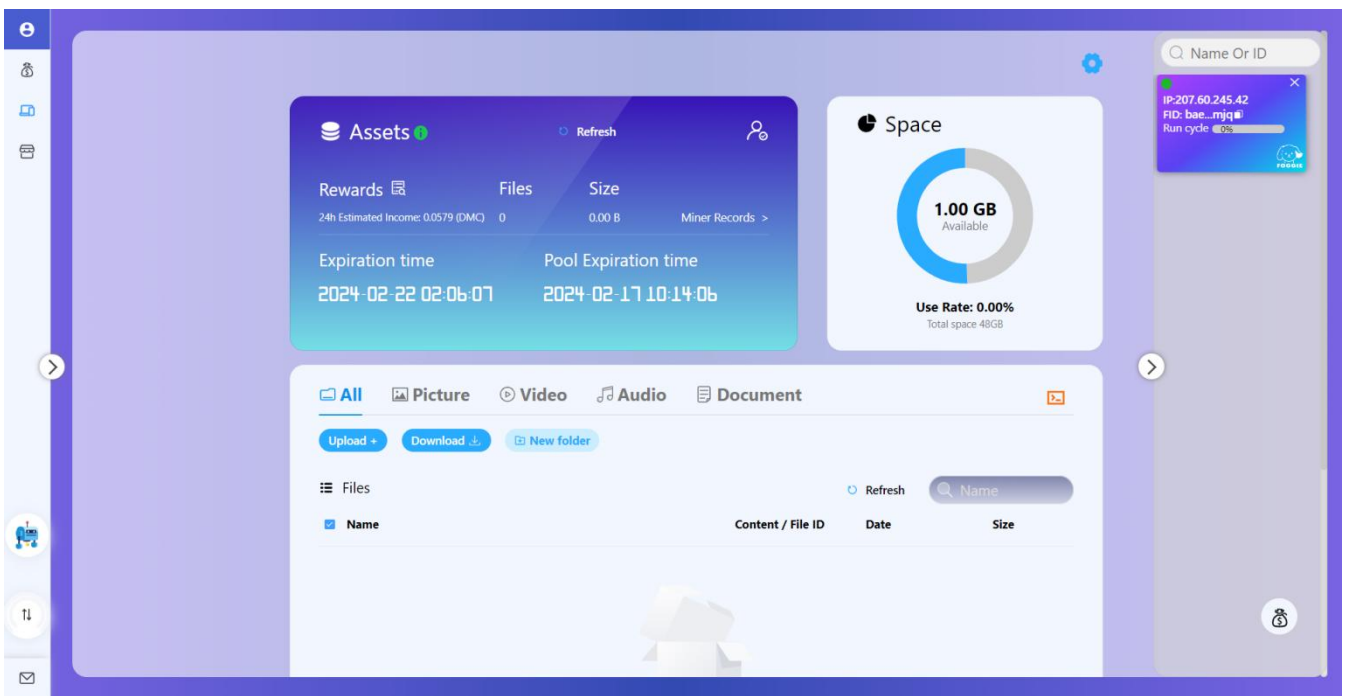 Name Or ID
IP:207.60.245.42
FID: bae...mjq
Run cycle 0%
FOGGIE
Assets
Refresh
Rewards Files Size
24h Estimated Income: 0.0579 (DMC) 0 0.00 B Miner Records >
Expiration time Pool Expiration time
2024-02-22 02:06:07 2024-02-17 10:14:06
Space
1.00 GB
Available
Use Rate: 0.00%
Total space 48GB
All Picture Video Audio Document
Upload + Download New folder
Files Refresh Name
Name Content / File ID Date Size